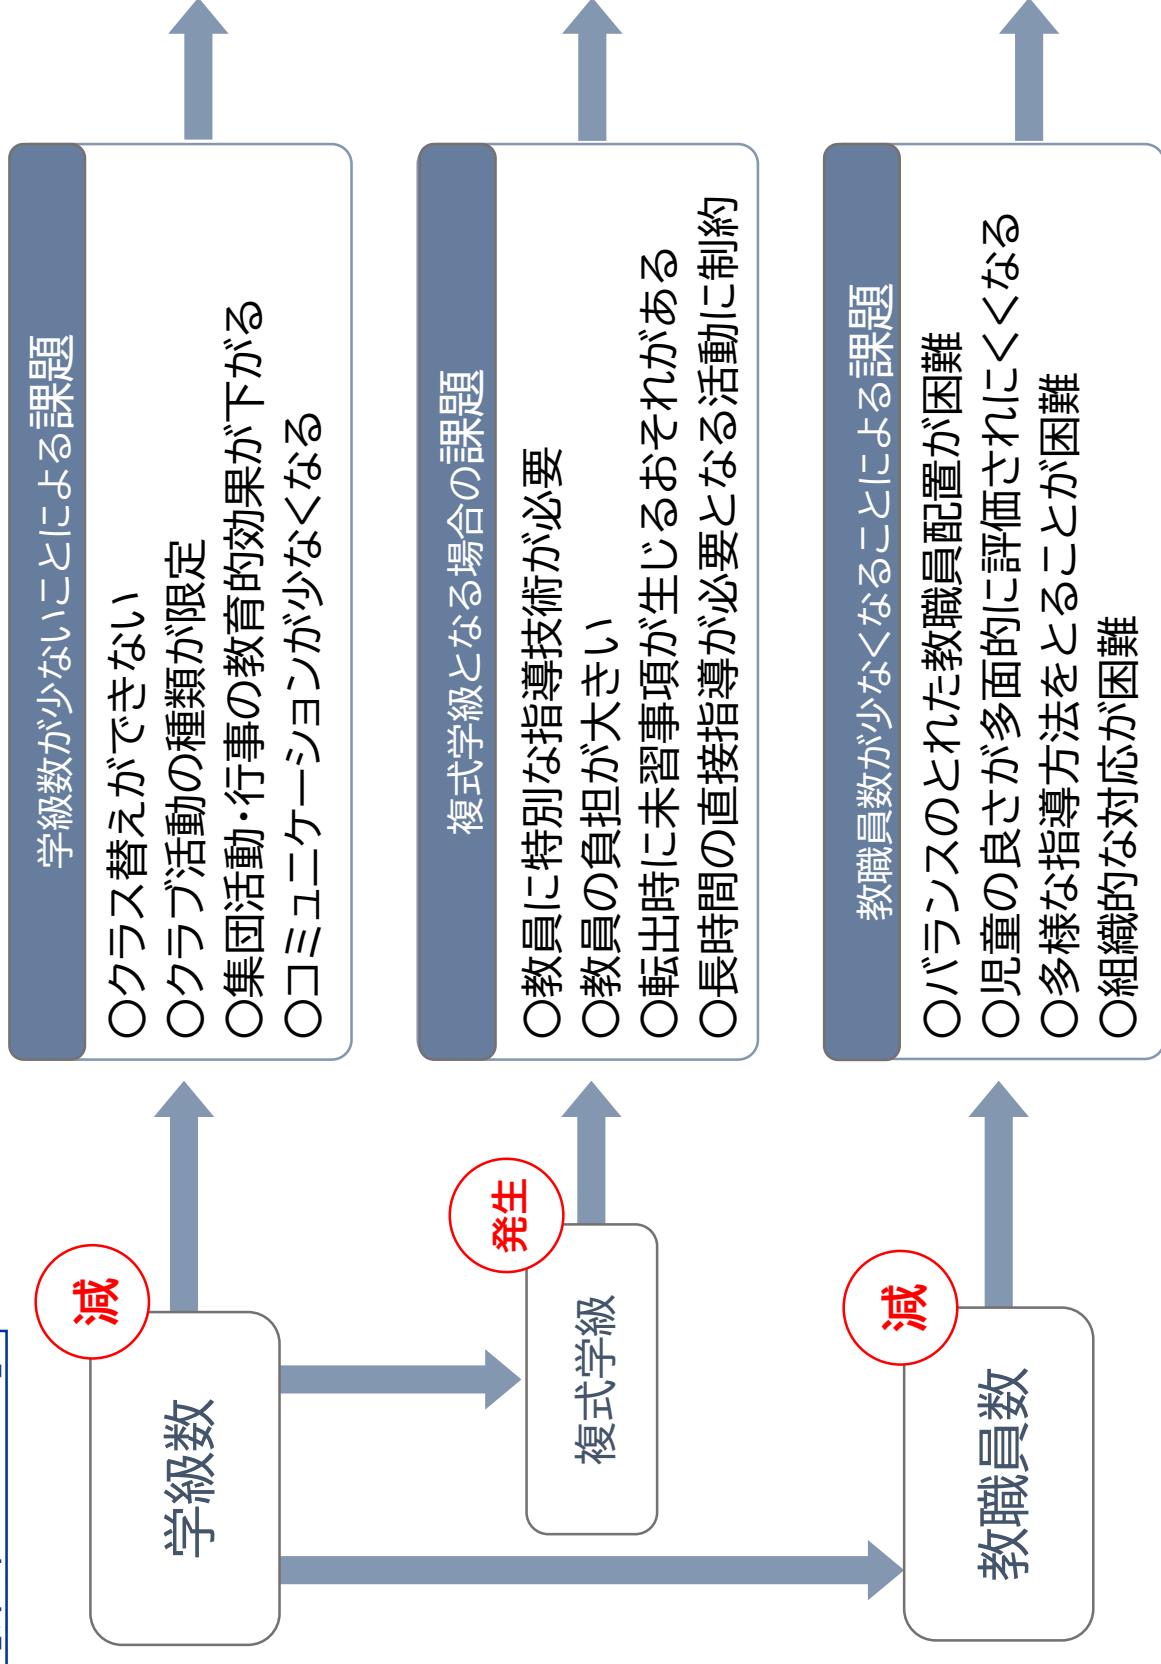 学級数
減
学級数が少ないことによる課題
〇クラス替えができない
〇クラブ活動の種類が限定
〇集団活動・行事の教育的効果が下がる
〇コミュニケーションが少なくなる
複式学級
発生
複式学級となる場合の課題
〇教員に特別な指導技術が必要
〇教員の負担が大きい
〇転出時に未習事項が生じるおそれがある
〇長時間の直接指導が必要となる活動に制約
教職員数
減
教職員数が少なくなることによる課題
〇バランスのとれた教職員配置が困難
〇児童の良さが多面的に評価されにくくなる
〇多様な指導方法をとることが困難
〇組織的な対応が困難